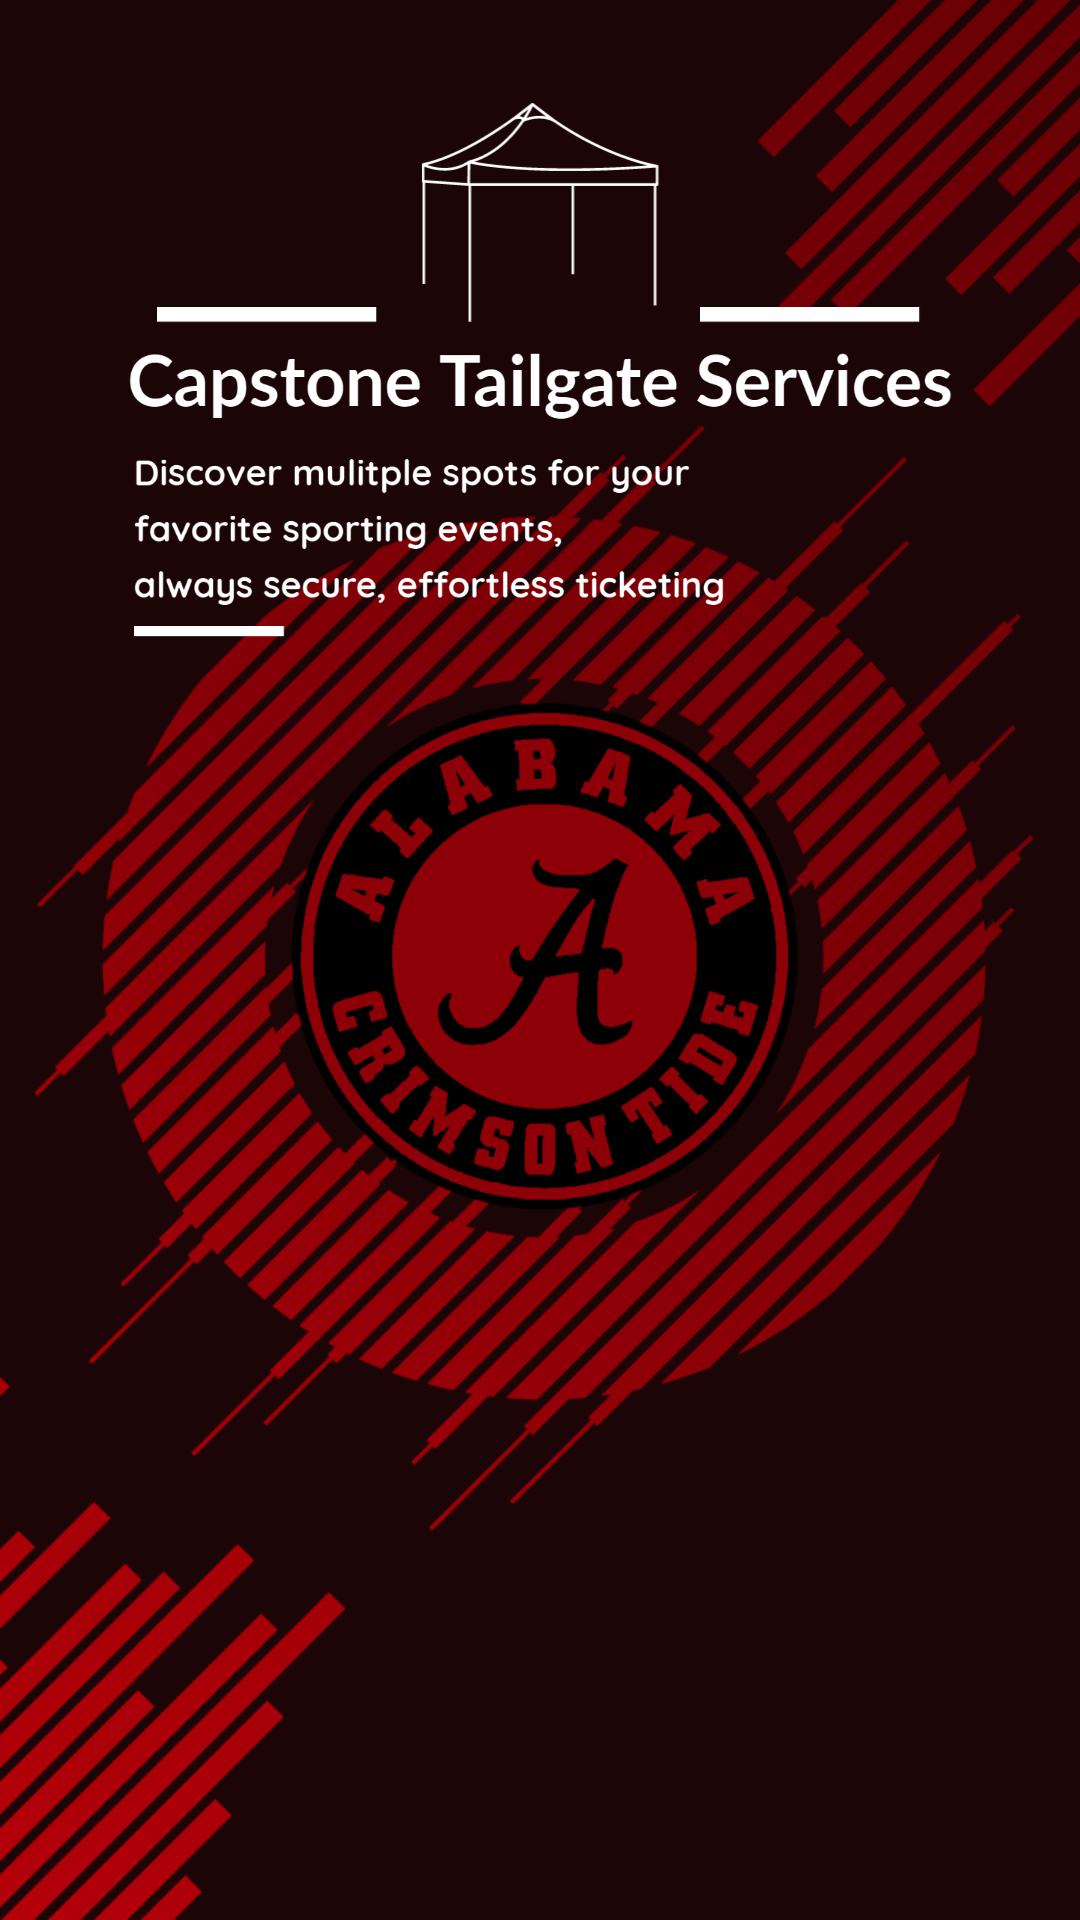 Capstone Tailgate Services
Discover mulitple spots for your
favorite sporting events,
always secure, effortless ticketing
ALABAMA
A
CRIMSON TIDE